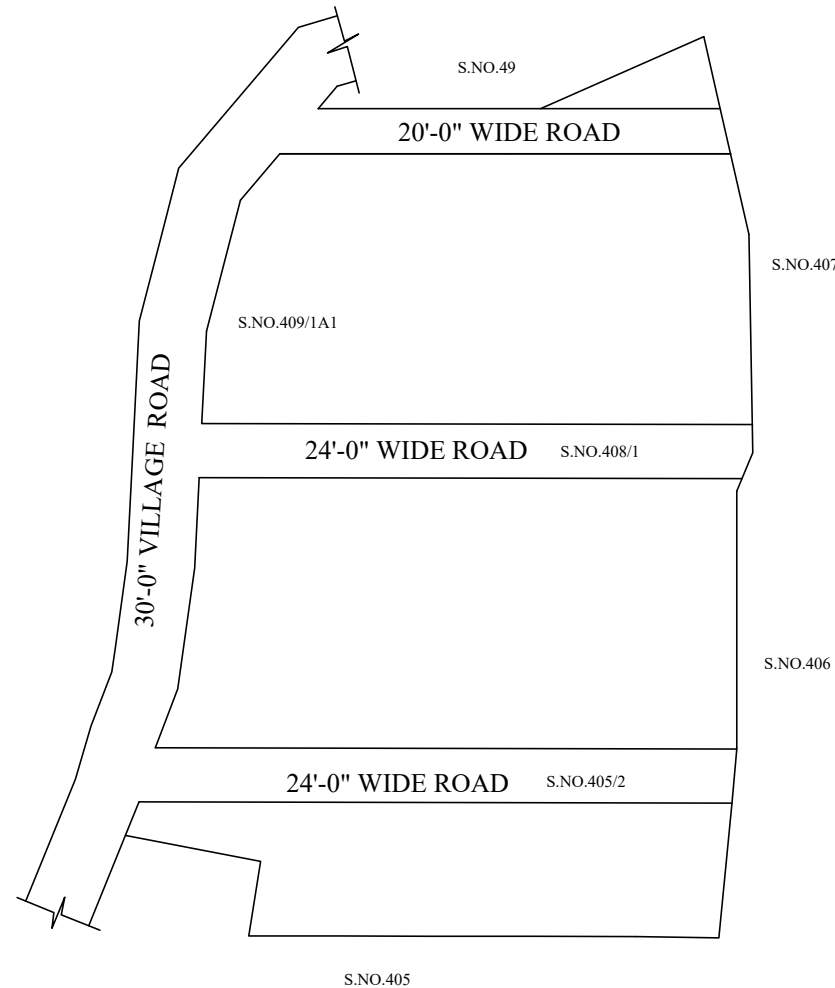 S.NO.49
20'-0" WIDE ROAD
S.NO.407
S.NO.409/1A1
30'-0" VILLAGE ROAD
24'-0" WIDE ROAD
S.NO.408/1
S.NO.406
24'-0" WIDE ROAD
S.NO.405/2
S.NO.405